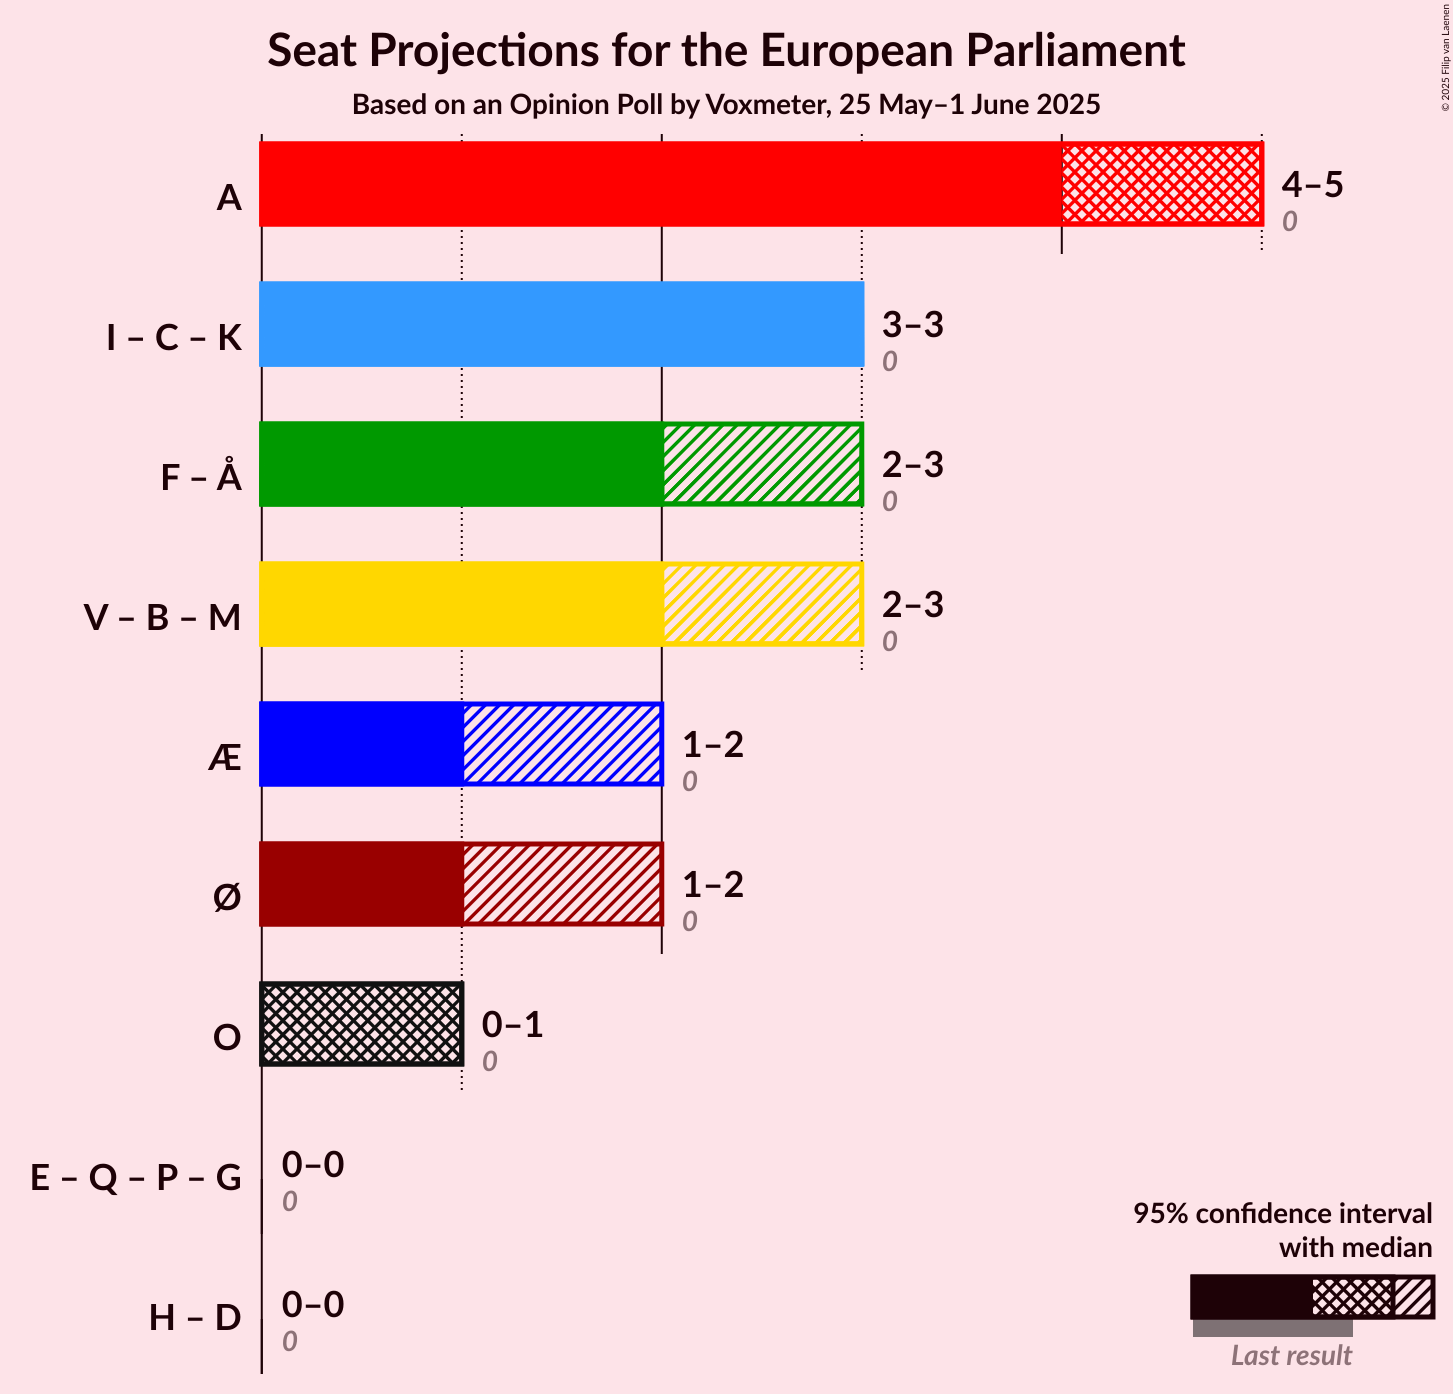 Seat Projections for the European Parliament
Based on an Opinion Poll by Voxmeter, 25 May–1 June 2025
© 2025 Filip van Laenen
A
4–5
0
I – C – K
3–3
0
F – Å
2–3
0
V – B – M
2–3
0
Æ
1–2
0
Ø
1–2
0
O
0–1
0
E – Q – P – G
0–0
0
H – D
0–0
0
95% confidence interval
with median
Last result